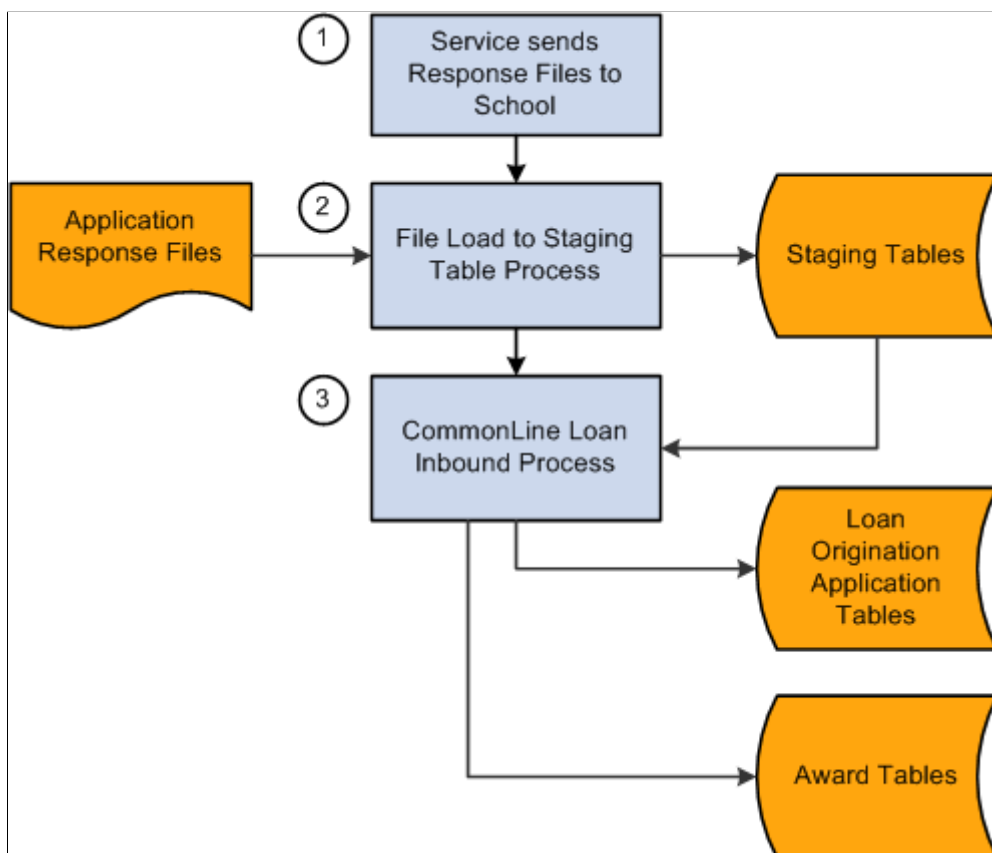 1
Service sends
Response Files to
School
Application
Response Files
2
File Load to Staging
Table Process
Staging Tables
3
CommonLine Loan
Inbound Process
Loan
Origination
Application
Tables
Award Tables